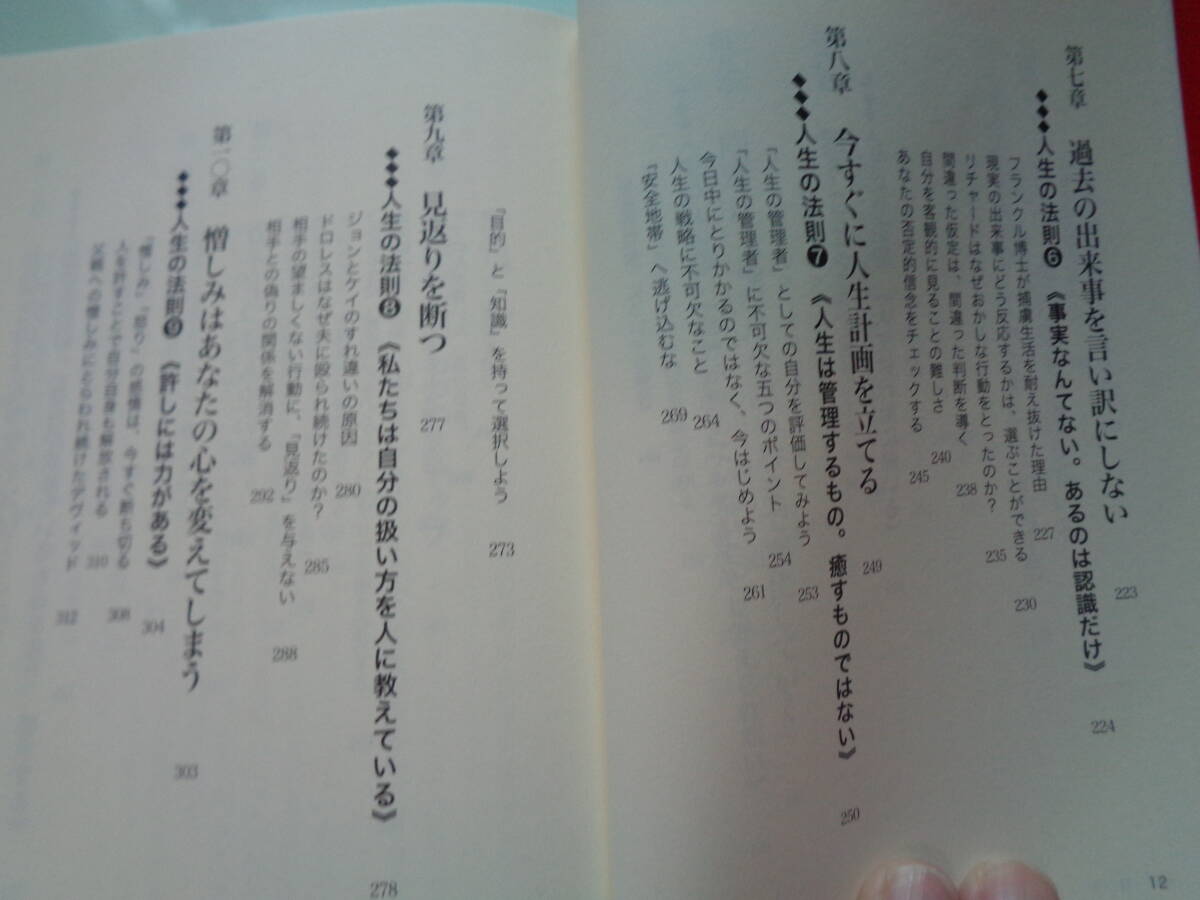 第七章 過去の出来事を言い訳にしない 223
◆◆◆人生の法則❻ 《事実なんてない。あるのは認識だけ》 224
フランクル博士が捕虜生活を耐え抜けた理由 227
現実の出来事にどう反応するかは、選ぶことができる 230
リチャードはなぜおかしな行動をとったのか? 235
間違った仮定は、間違った判断を導く 238
自分を客観的に見ることの難しさ 240
あなたの否定的信念をチェックする 245
第八章 今すぐに人生計画を立てる 249
◆◆◆人生の法則❼ 《人生は管理するもの。癒すものではない》 250
「人生の管理者」としての自分を評価してみよう 253
「人生の管理者」に不可欠な五つのポイント 254
今日中にとりかかるのではなく、今はじめよう 261
人生の戦略に不可欠なこと 264
「安全地帯」へ逃げ込むな 269
12
「目的」と「知識」を持って選択しよう 273
第九章 見返りを断つ 277
◆◆◆人生の法則❽ 《私たちは自分の扱い方を人に教えている》 278
ジョンとケイのすれ違いの原因 280
ドロレスはなぜ夫に殴られ続けたのか? 285
相手の望ましくない行動に、「見返り」を与えない 288
相手との偽りの関係を解消する 292
第一〇章 憎しみはあなたの心を変えてしまう 303
◆◆◆人生の法則❾ 《許しには力がある》 304
「憎しみ」「怒り」の感情は、今すぐ断ち切る 308
人を許すことで自分自身も解放される 310
父親への憎しみにとらわれ続けたデヴィッド 312